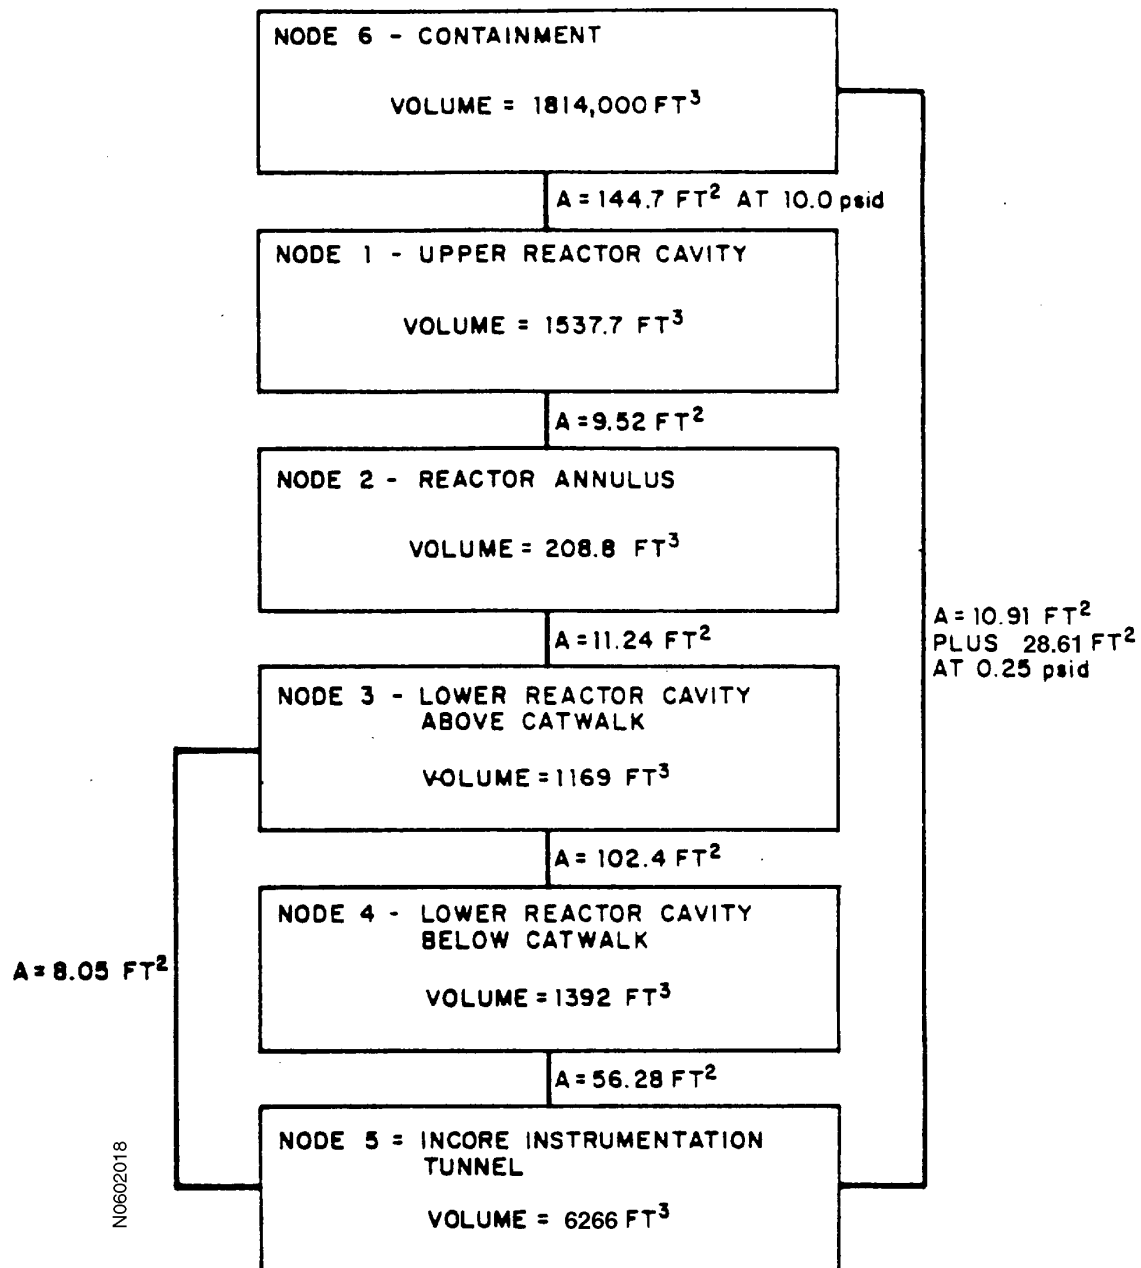 NODE 6 - CONTAINMENT
VOLUME = 1814,000 FT³
A = 144.7 FT² AT 10.0 psid
NODE 1 - UPPER REACTOR CAVITY
VOLUME = 1537.7 FT³
A = 9.52 FT²
NODE 2 - REACTOR ANNULUS
VOLUME = 208.8 FT³
A = 11.24 FT²
A = 10.91 FT²
PLUS 28.61 FT²
AT 0.25 psid
NODE 3 - LOWER REACTOR CAVITY
ABOVE CATWALK
VOLUME = 1169 FT³
A = 102.4 FT²
NODE 4 - LOWER REACTOR CAVITY
BELOW CATWALK
VOLUME = 1392 FT³
A = 8.05 FT²
A = 56.28 FT²
NODE 5 = INCORE INSTRUMENTATION
TUNNEL
VOLUME = 6266 FT³
N0602018